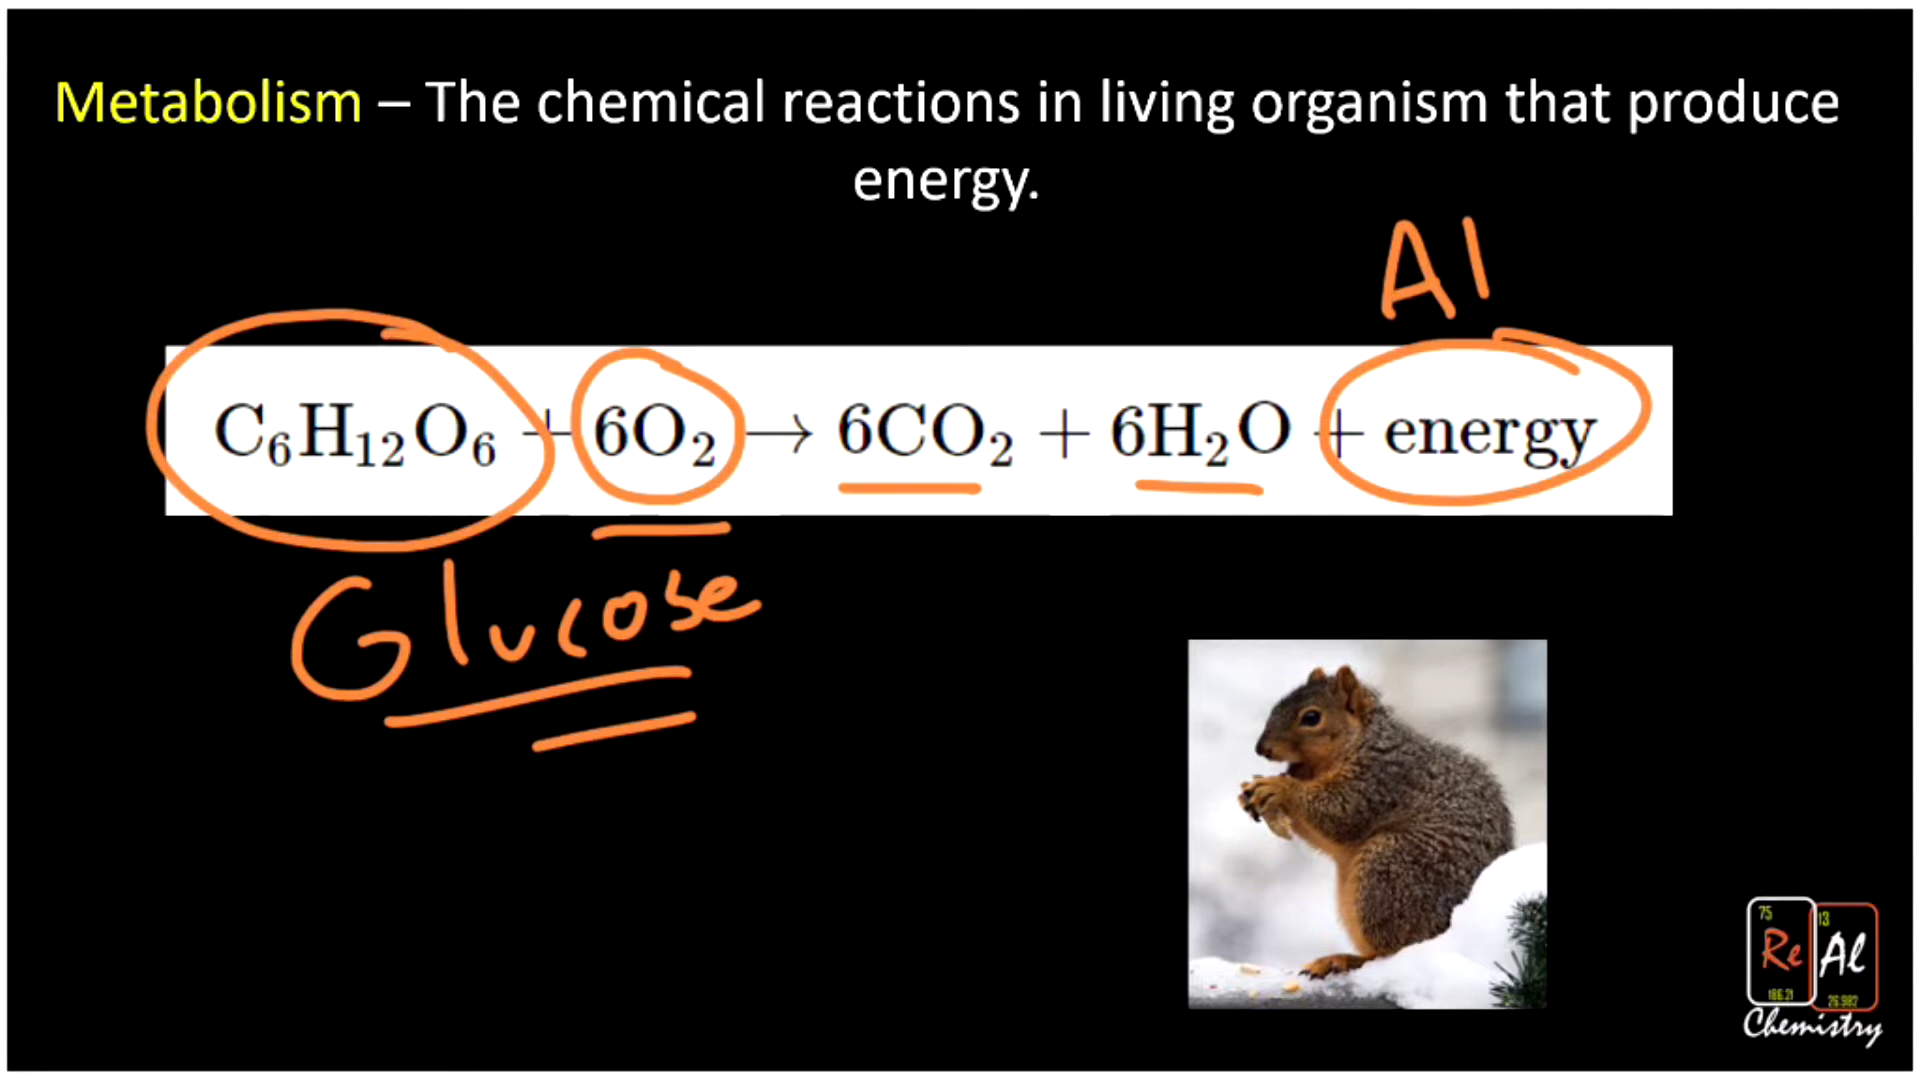 Metabolism – The chemical reactions in living organism that produce
energy.
Al
C₆H₁₂O₆ + 6O₂ → 6CO₂ + 6H₂O + energy
Glucose
75 13
Re Al
186.21 26.982
Chemistry